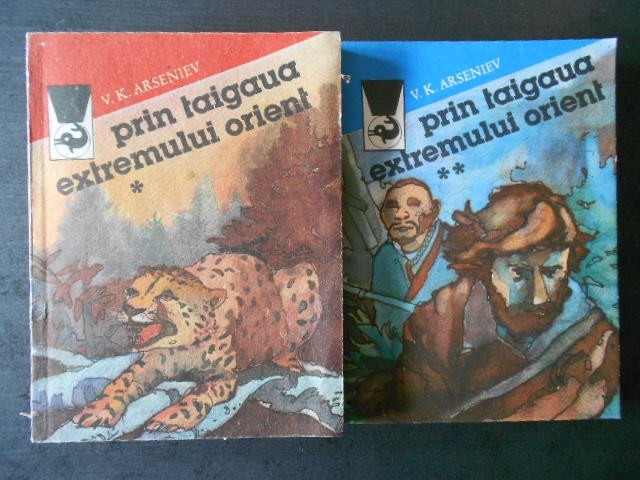 V. K. ARSENIEV
prin taigaua
extremului orient
*
V. K. ARSENIEV
prin taigaua
extremului orient
**